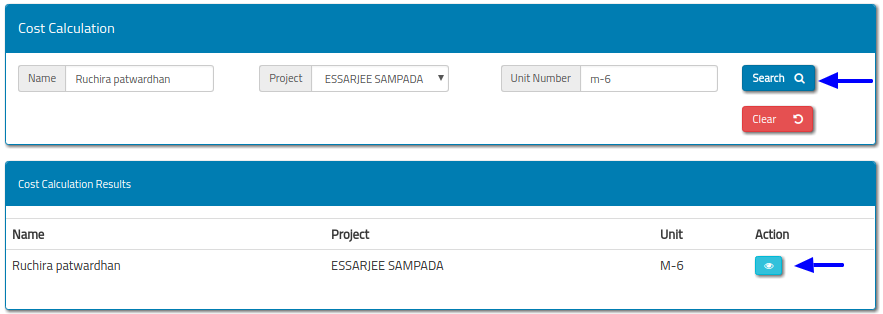 Cost Calculation
Name Ruchira patwardhan Project ESSARJEE SAMPADA Unit Number m-6 Search
Clear
Cost Calculation Results
Name Project Unit Action
Ruchira patwardhan ESSARJEE SAMPADA M-6